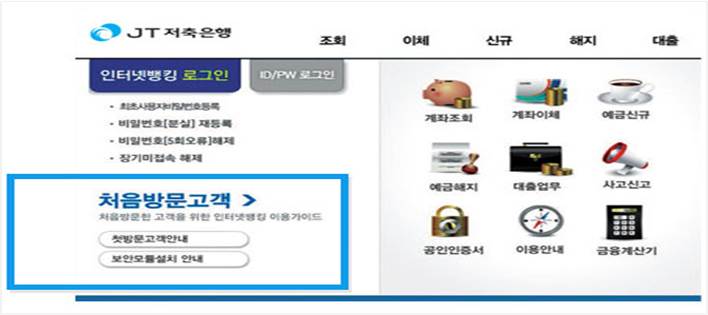 JT 저축은행
조회 이체 신규 해지 대출
인터넷뱅킹 로그인 ID/PW 로그인
· 최초사용자비밀번호등록
· 비밀번호[분실] 재등록
· 비밀번호[5회오류]해제
· 장기미접속 해제
처음방문고객 >
처음방문한 고객을 위한 인터넷뱅킹 이용가이드
첫방문고객안내
보안모듈설치 안내
계좌조회 계좌이체 예금신규
예금해지 대출업무 사고신고
공인인증서 이용안내 금융계산기